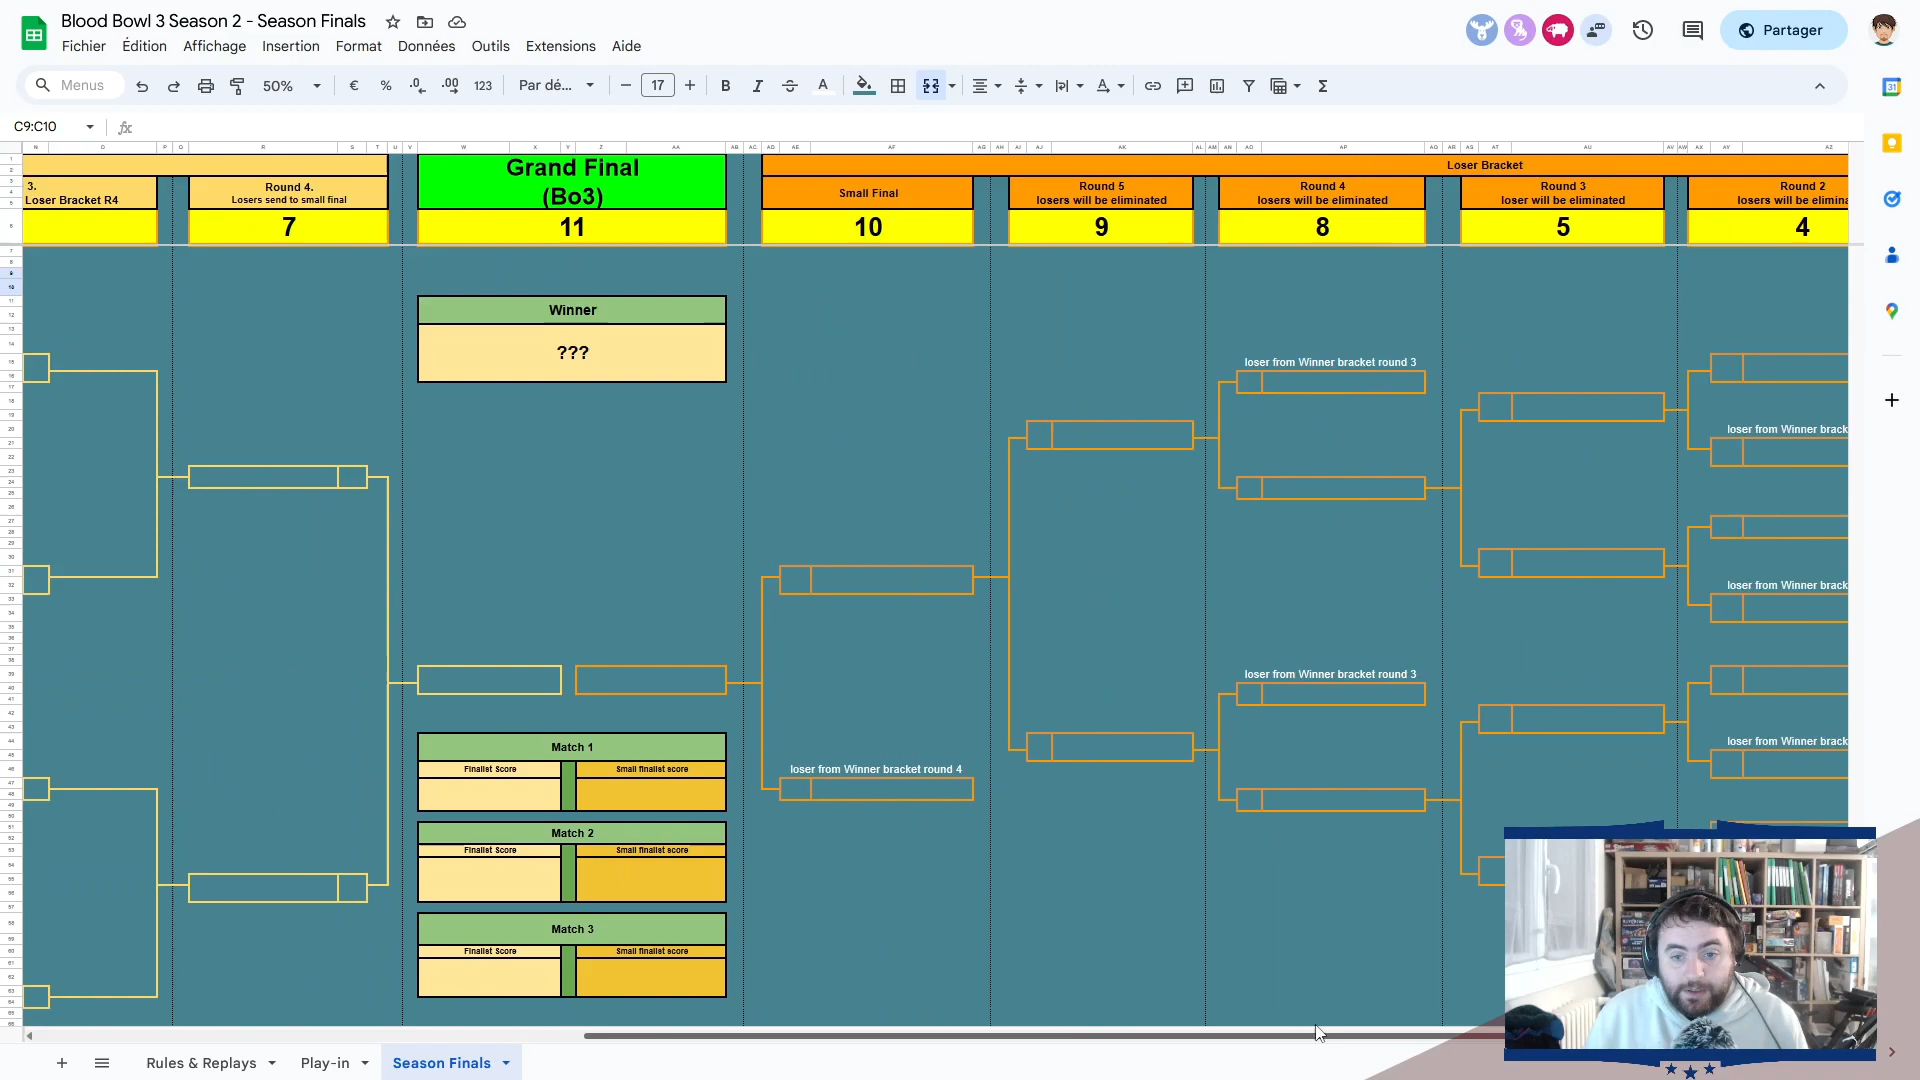 Blood Bowl 3 Season 2 - Season Finals
Fichier Édition Affichage Insertion Format Données Outils Extensions Aide
Partager
Menus 50% € % .0 .00 123 Par dé... 17 B I A
C9:C10 fx
Loser Bracket
Grand Final
(Bo3)
3.
Loser Bracket R4
Round 4.
Losers send to small final
Small Final
Round 5
losers will be eliminated
Round 4
losers will be eliminated
Round 3
loser will be eliminated
Round 2
losers will be elimina
7 11 10 9 8 5 4
Winner
???
loser from Winner bracket round 3
loser from Winner brack
loser from Winner brack
loser from Winner bracket round 3
loser from Winner brack
loser from Winner bracket round 4
Match 1
Finalist Score Small finalist score
Match 2
Finalist Score Small finalist score
Match 3
Finalist Score Small finalist score
Rules & Replays Play-in Season Finals